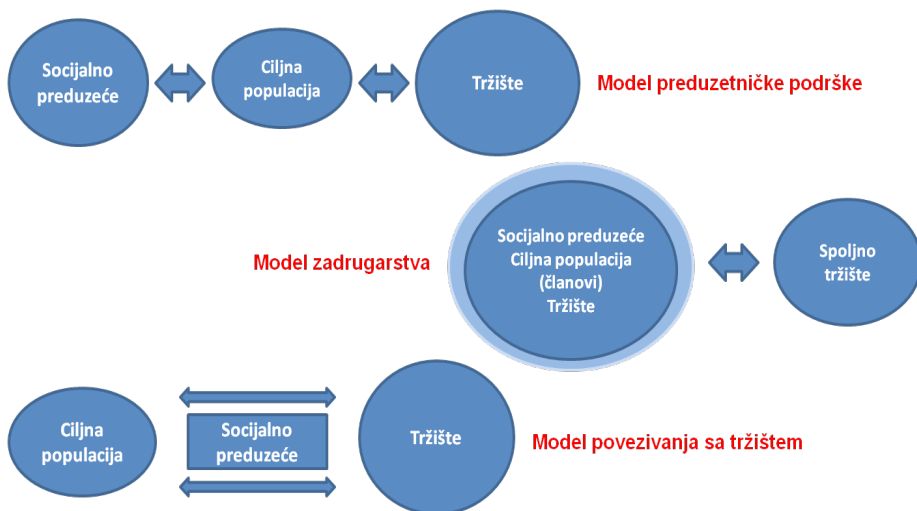 Socijalno
preduzeće
Ciljna
populacija
Tržište
Model preduzetničke podrške
Model zadrugarstva
Socijalno preduzeće
Ciljna populacija
(članovi)
Tržište
Spoljno
tržište
Ciljna
populacija
Socijalno
preduzeće
Tržište
Model povezivanja sa tržištem